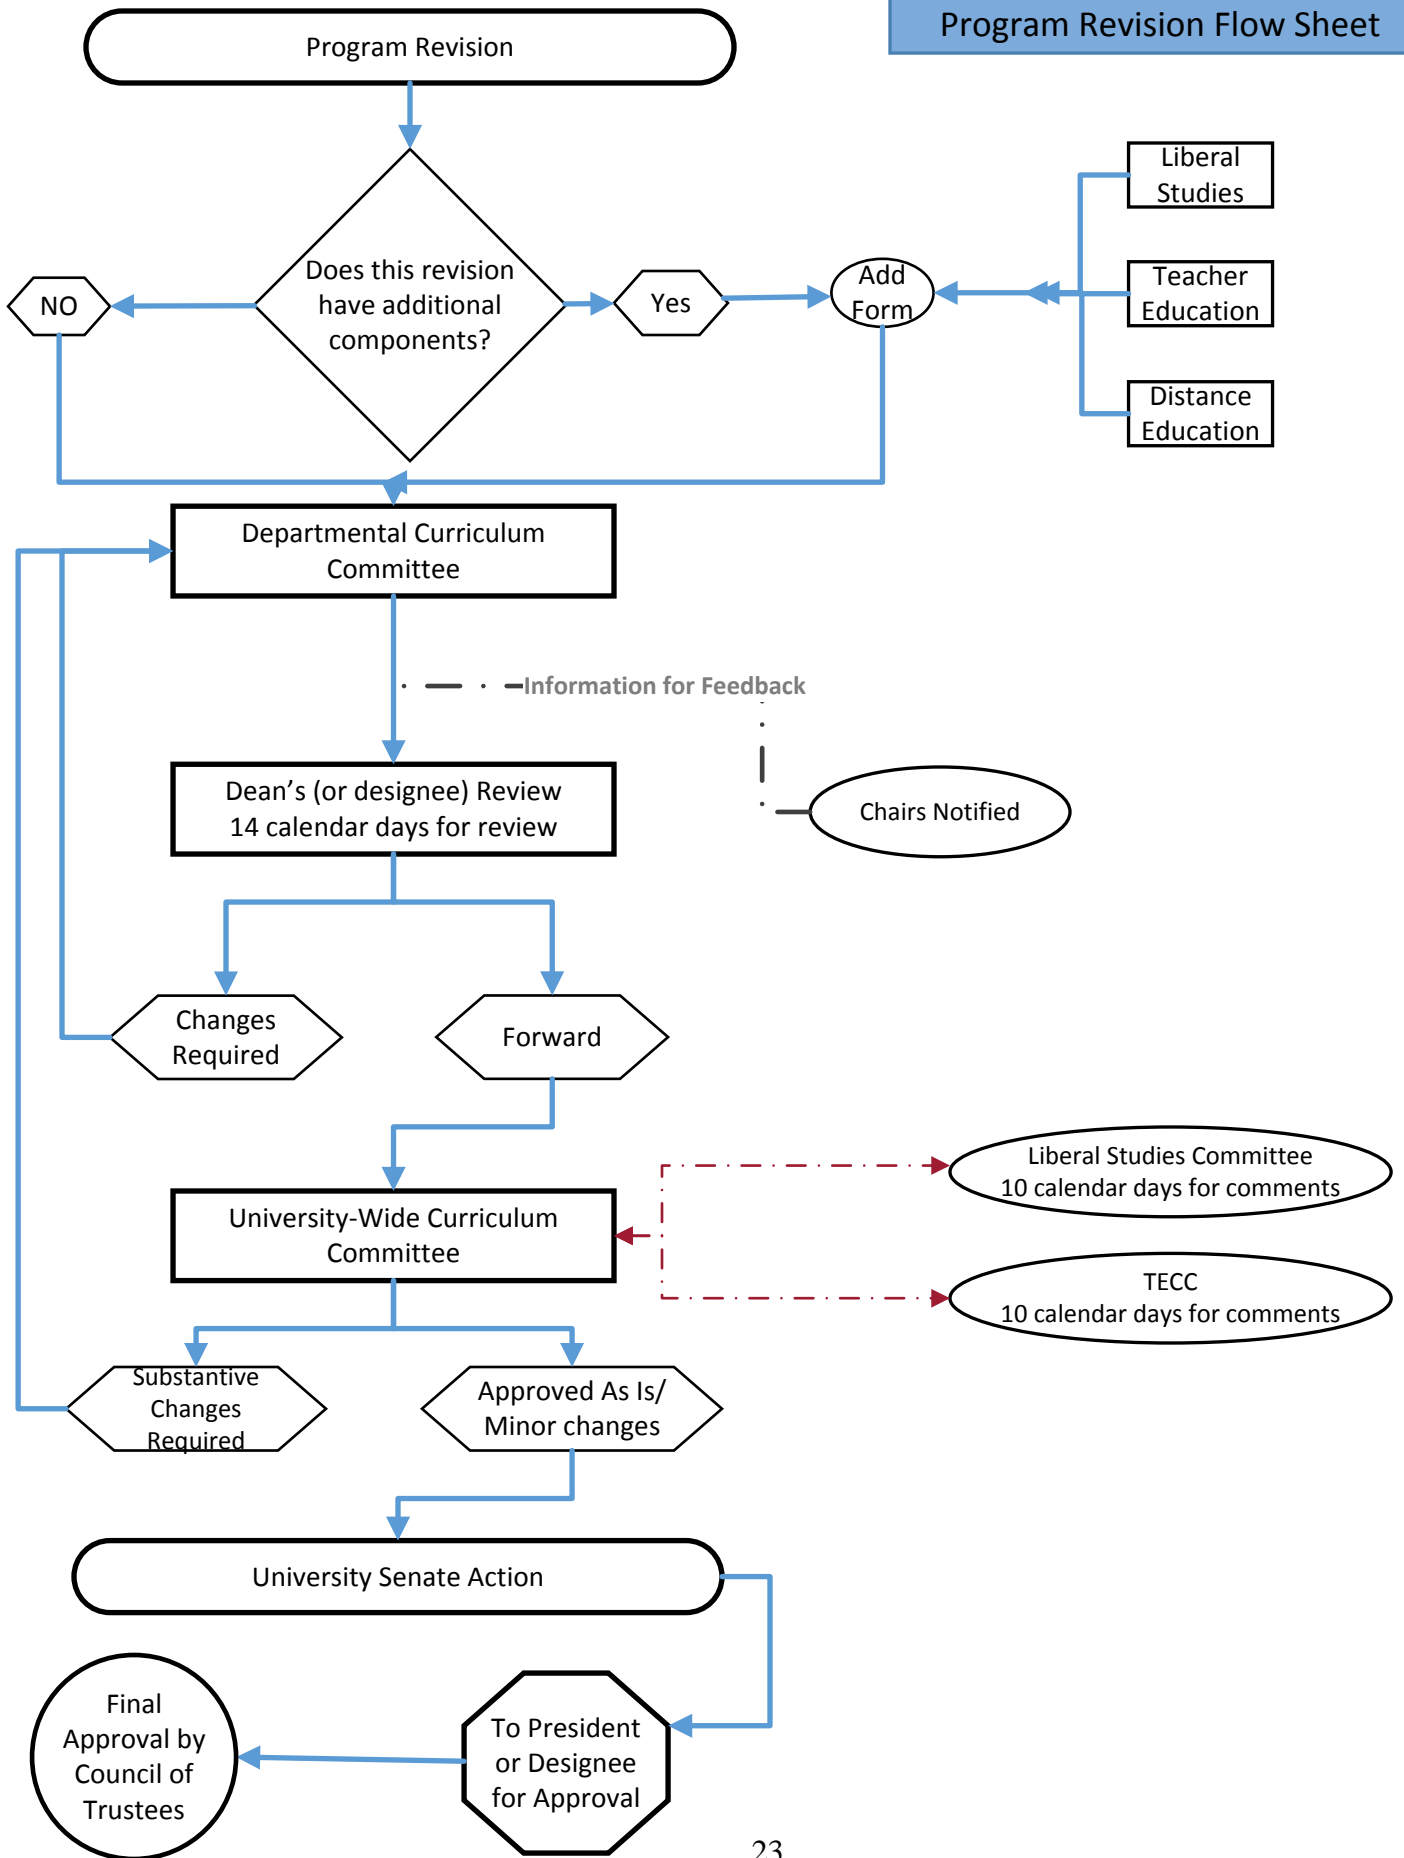 Program Revision Flow Sheet
Program Revision
Does this revision
have additional
components?
NO
Yes
Add
Form
Liberal
Studies
Teacher
Education
Distance
Education
Departmental Curriculum
Committee
Information for Feedback
Chairs Notified
Dean’s (or designee) Review
14 calendar days for review
Changes
Required
Forward
University-Wide Curriculum
Committee
Liberal Studies Committee
10 calendar days for comments
TECC
10 calendar days for comments
Substantive
Changes
Required
Approved As Is/
Minor changes
University Senate Action
To President
or Designee
for Approval
Final
Approval by
Council of
Trustees
23